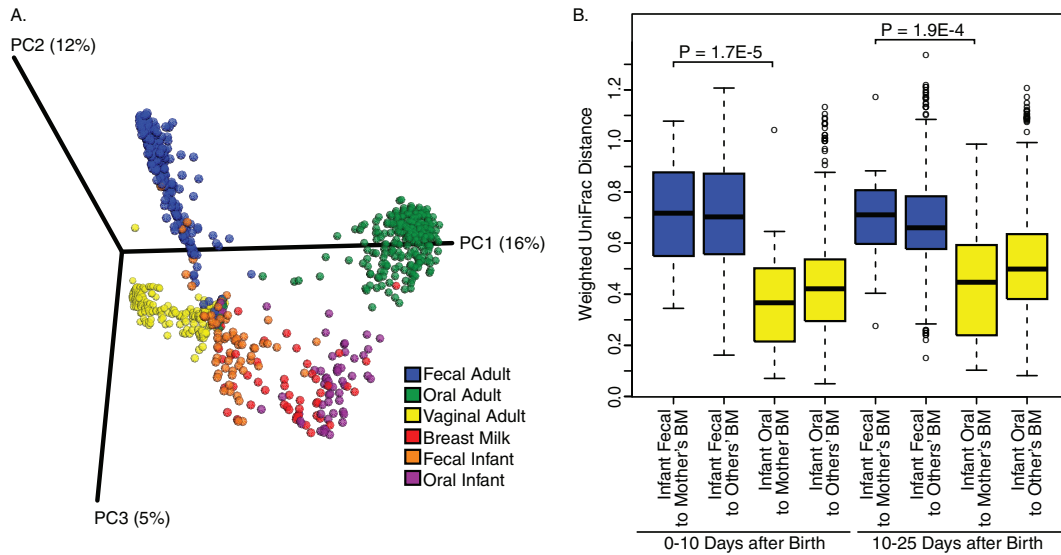 A.
PC2 (12%)
PC1 (16%)
PC3 (5%)
Fecal Adult
Oral Adult
Vaginal Adult
Breast Milk
Fecal Infant
Oral Infant
B.
P = 1.7E-5
P = 1.9E-4
Weighted UniFrac Distance
1.2
1.0
0.8
0.6
0.4
0.2
0.0
Infant Fecal
to Mother's BM
Infant Fecal
to Others' BM
Infant Oral
to Mother BM
Infant Oral
to Others' BM
Infant Fecal
to Mother's BM
Infant Fecal
to Others' BM
Infant Oral
to Mother's BM
Infant Oral
to Other's BM
0-10 Days after Birth
10-25 Days after Birth